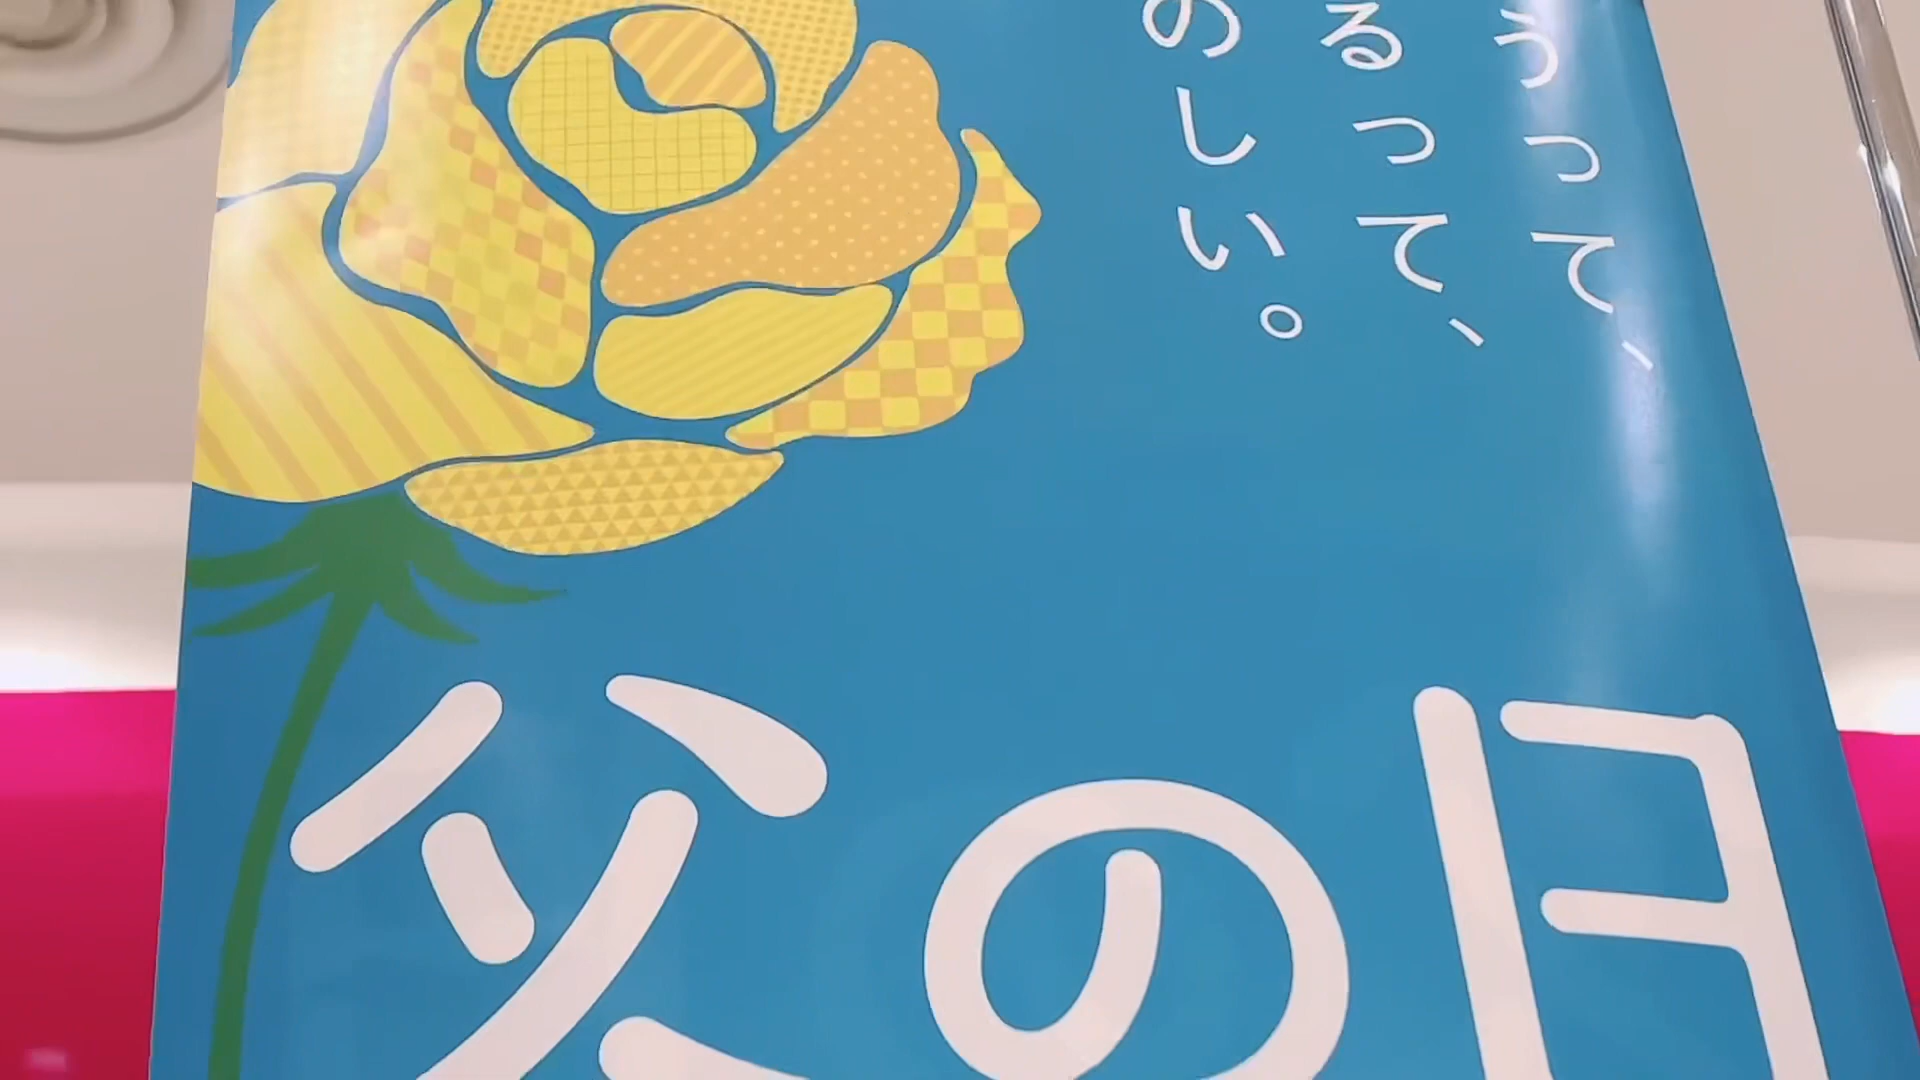 うって、
るって、
のしい。
父の日